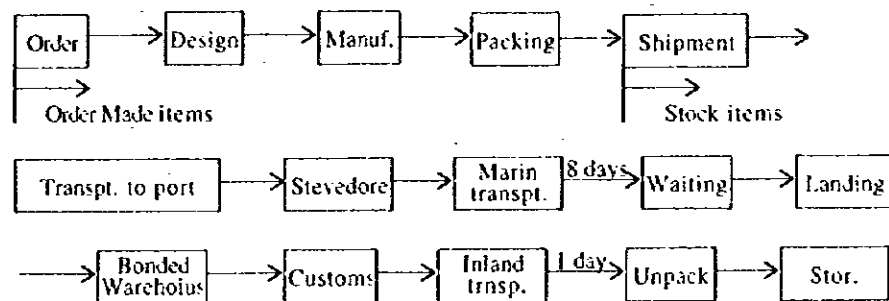 Order Design Manuf. Packing Shipment
Order Made items Stock items
Transpt. to port Stevedore Marin transpt. 8 days Waiting Landing
Bonded Warehoius Customs Inland trnsp. 1 day Unpack Stor.